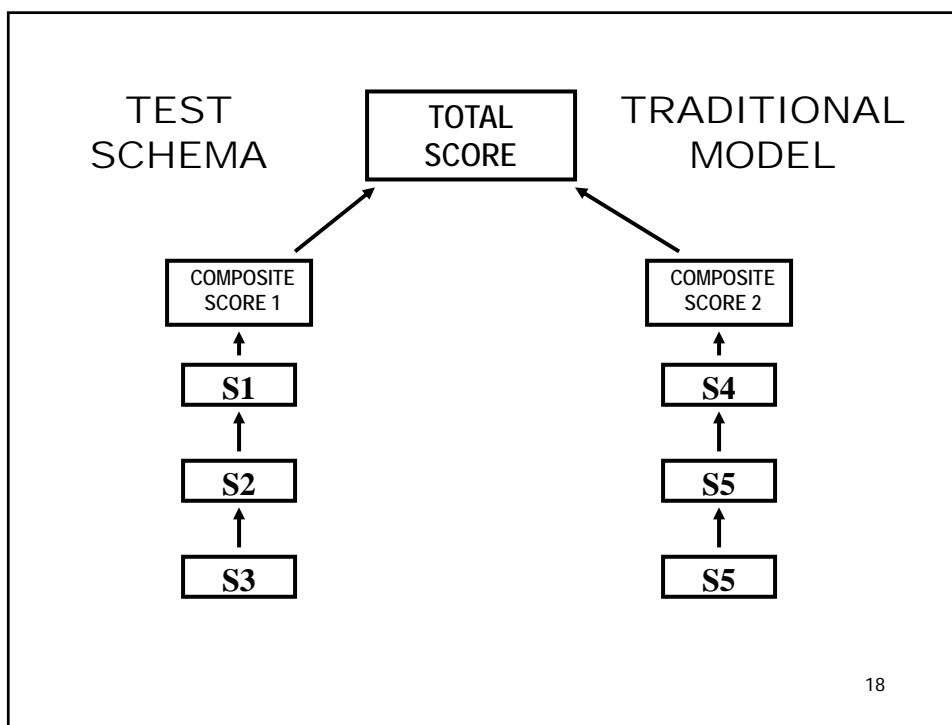 TEST
SCHEMA
TOTAL
SCORE
TRADITIONAL
MODEL
COMPOSITE
SCORE 1
COMPOSITE
SCORE 2
S1
S4
S2
S5
S3
S5
18